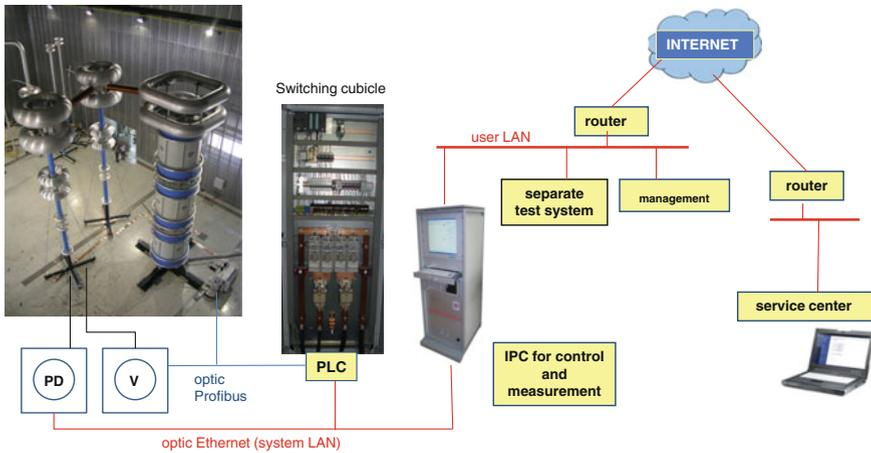 INTERNET
Switching cubicle
router
user LAN
separate
test system
management
router
service center
IPC for control
and
measurement
PLC
PD
V
optic
Profibus
optic Ethernet (system LAN)